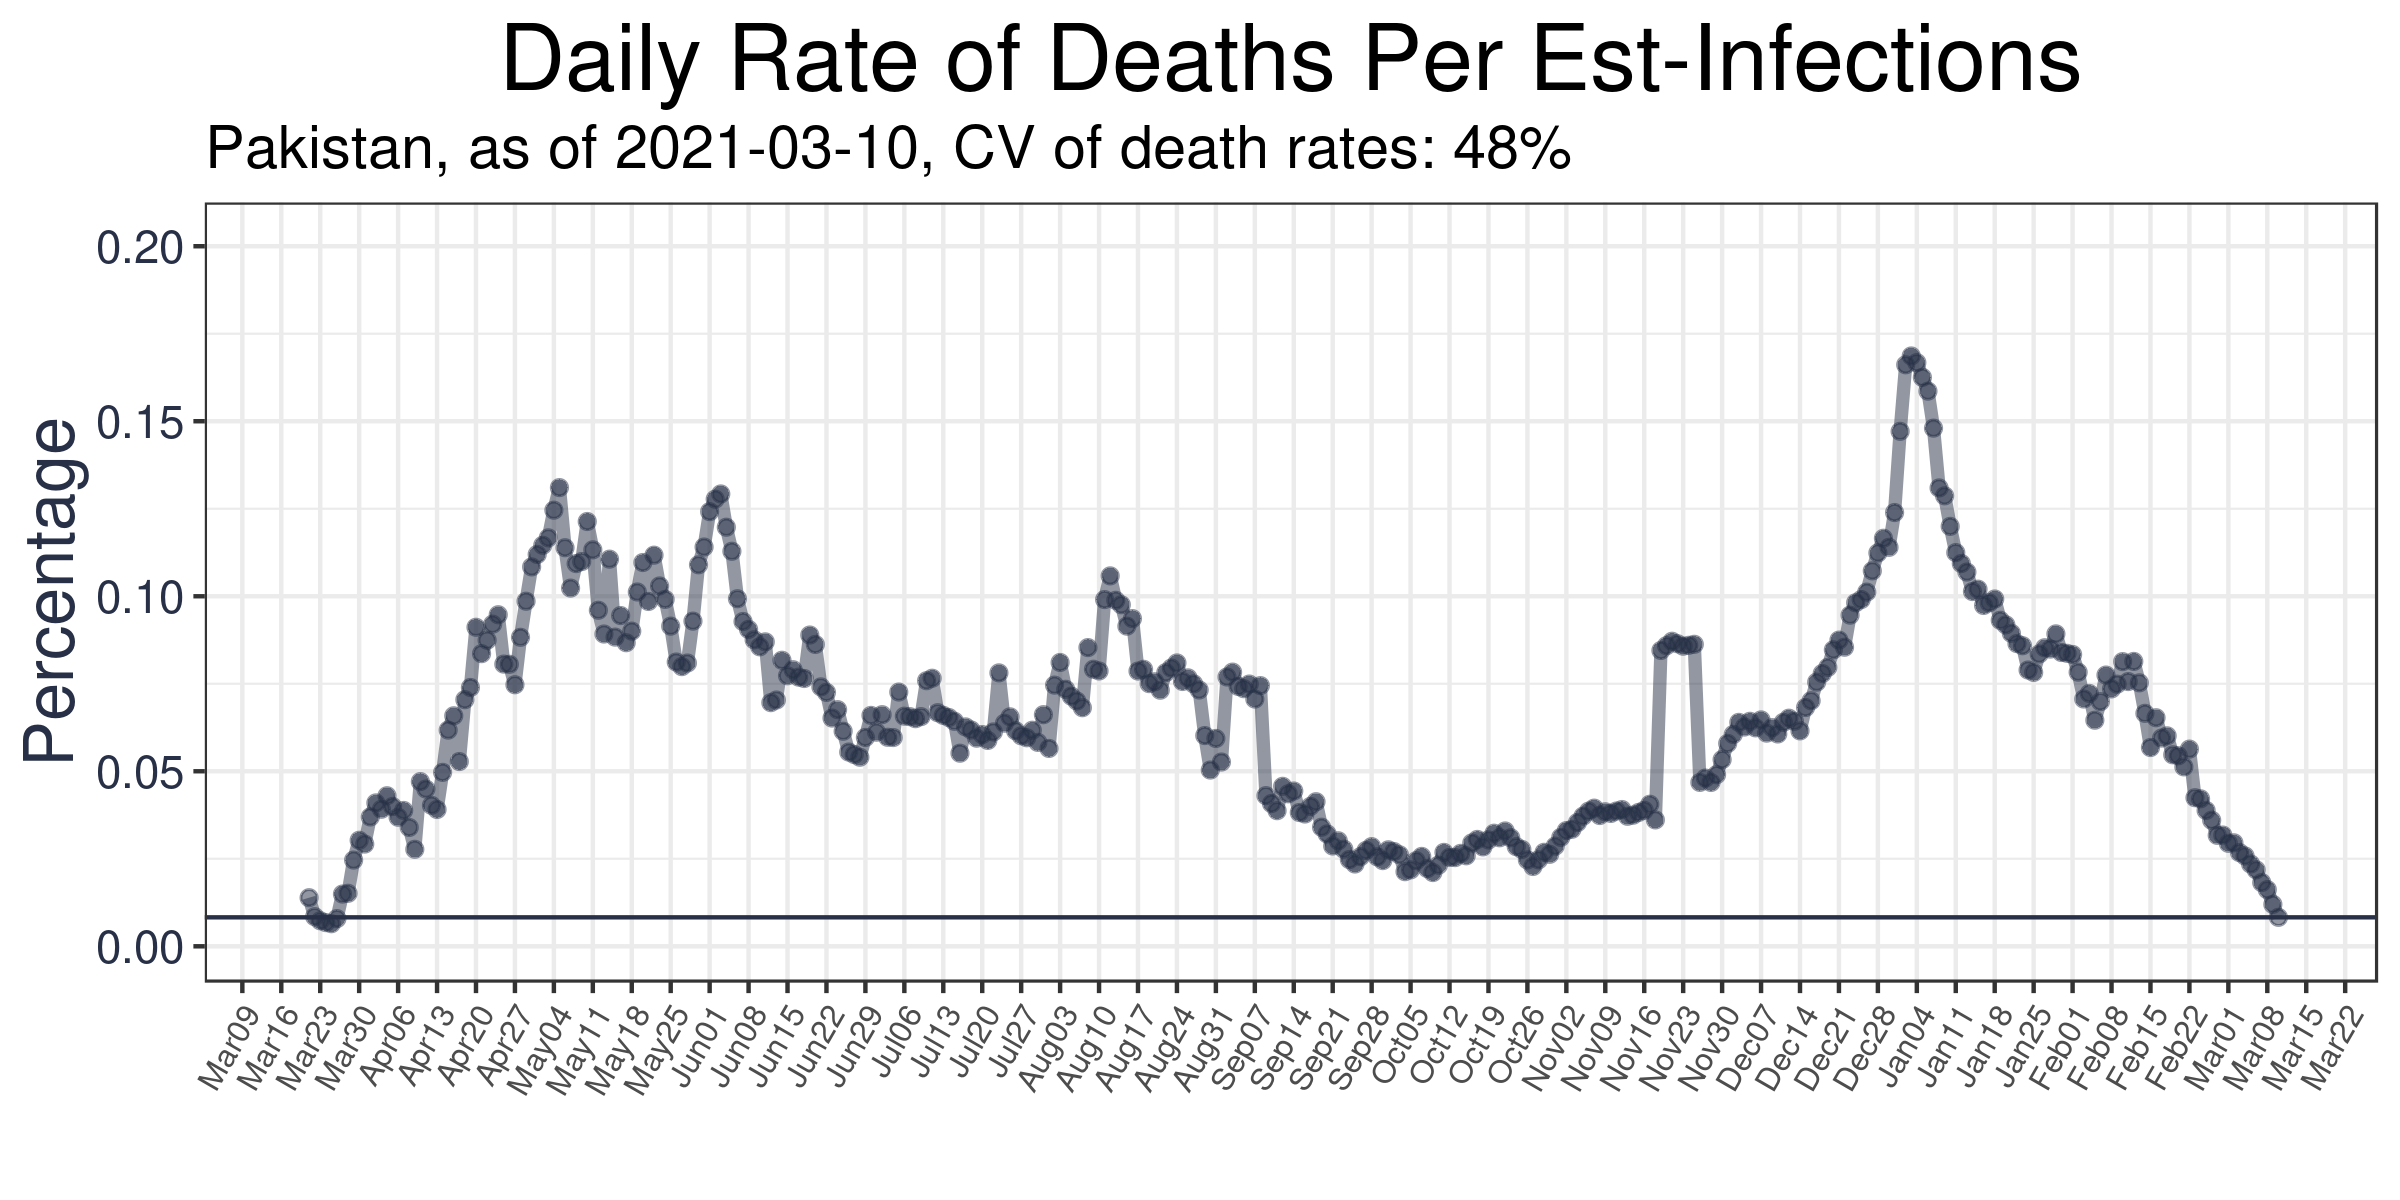 Daily Rate of Deaths Per Est-Infections
Pakistan, as of 2021-03-10, CV of death rates: 48%
Percentage
0.20
0.15
0.10
0.05
0.00
Mar09
Mar16
Mar23
Mar30
Apr06
Apr13
Apr20
Apr27
May04
May11
May18
May25
Jun01
Jun08
Jun15
Jun22
Jun29
Jul06
Jul13
Jul20
Jul27
Aug03
Aug10
Aug17
Aug24
Aug31
Sep07
Sep14
Sep21
Sep28
Oct05
Oct12
Oct19
Oct26
Nov02
Nov09
Nov16
Nov23
Nov30
Dec07
Dec14
Dec21
Dec28
Jan04
Jan11
Jan18
Jan25
Feb01
Feb08
Feb15
Feb22
Mar01
Mar08
Mar15
Mar22